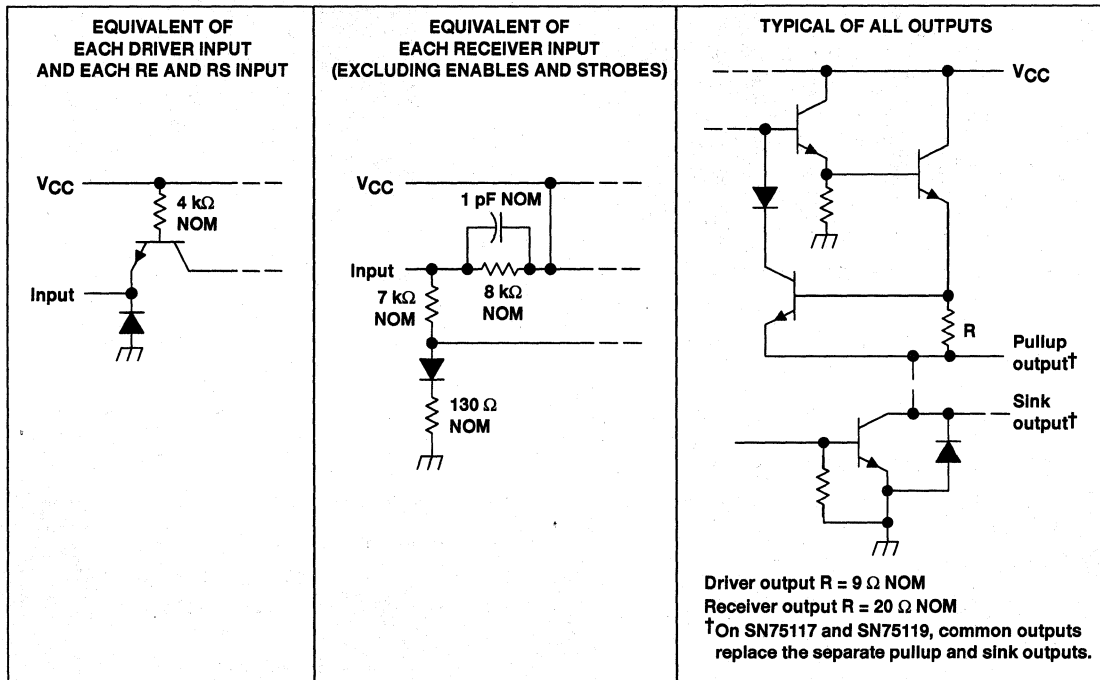 EQUIVALENT OF
EACH DRIVER INPUT
AND EACH RE AND RS INPUT
VCC
4 kΩ
NOM
Input
EQUIVALENT OF
EACH RECEIVER INPUT
(EXCLUDING ENABLES AND STROBES)
VCC
1 pF NOM
Input
7 kΩ
NOM
8 kΩ
NOM
130 Ω
NOM
TYPICAL OF ALL OUTPUTS
VCC
R
Pullup
output†
Sink
output†
Driver output R = 9 Ω NOM
Receiver output R = 20 Ω NOM
†On SN75117 and SN75119, common outputs
replace the separate pullup and sink outputs.